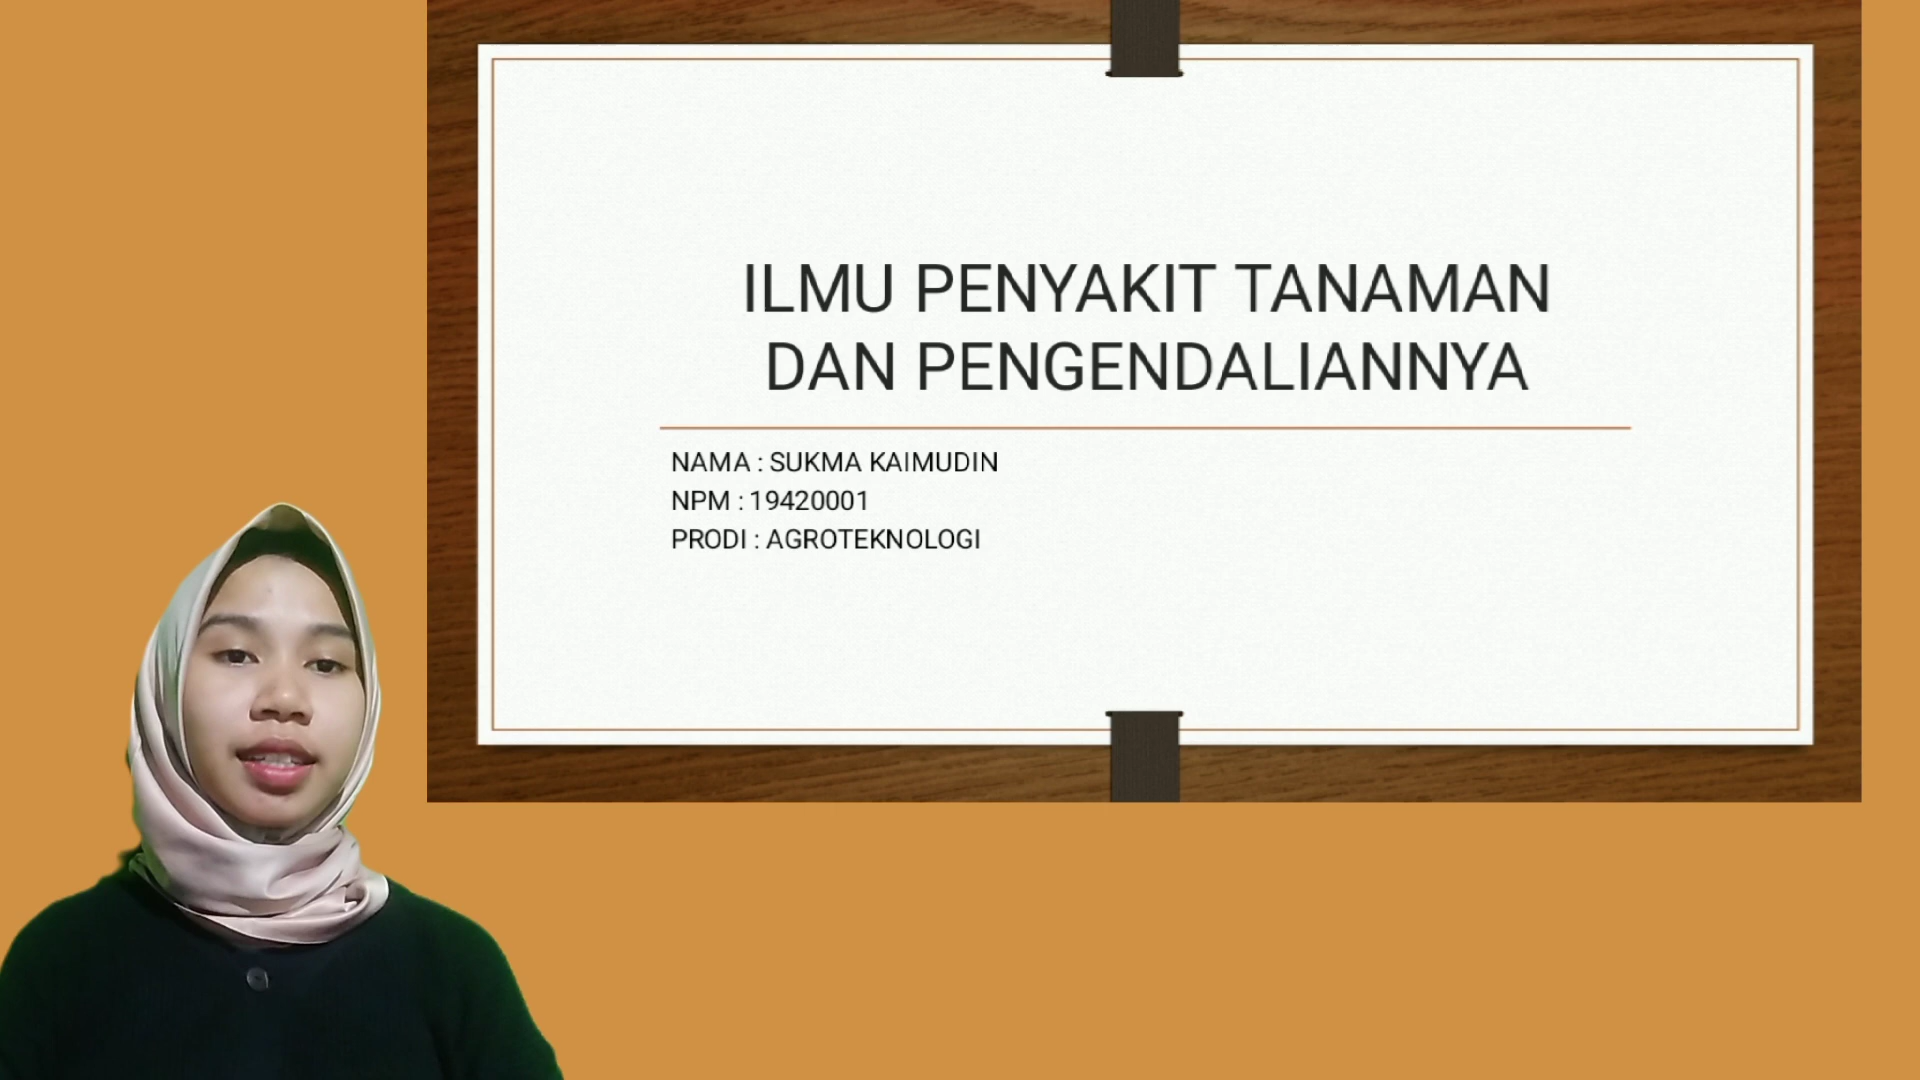 ILMU PENYAKIT TANAMAN
DAN PENGENDALIANNYA
NAMA : SUKMA KAIMUDIN
NPM : 19420001
PRODI : AGROTEKNOLOGI